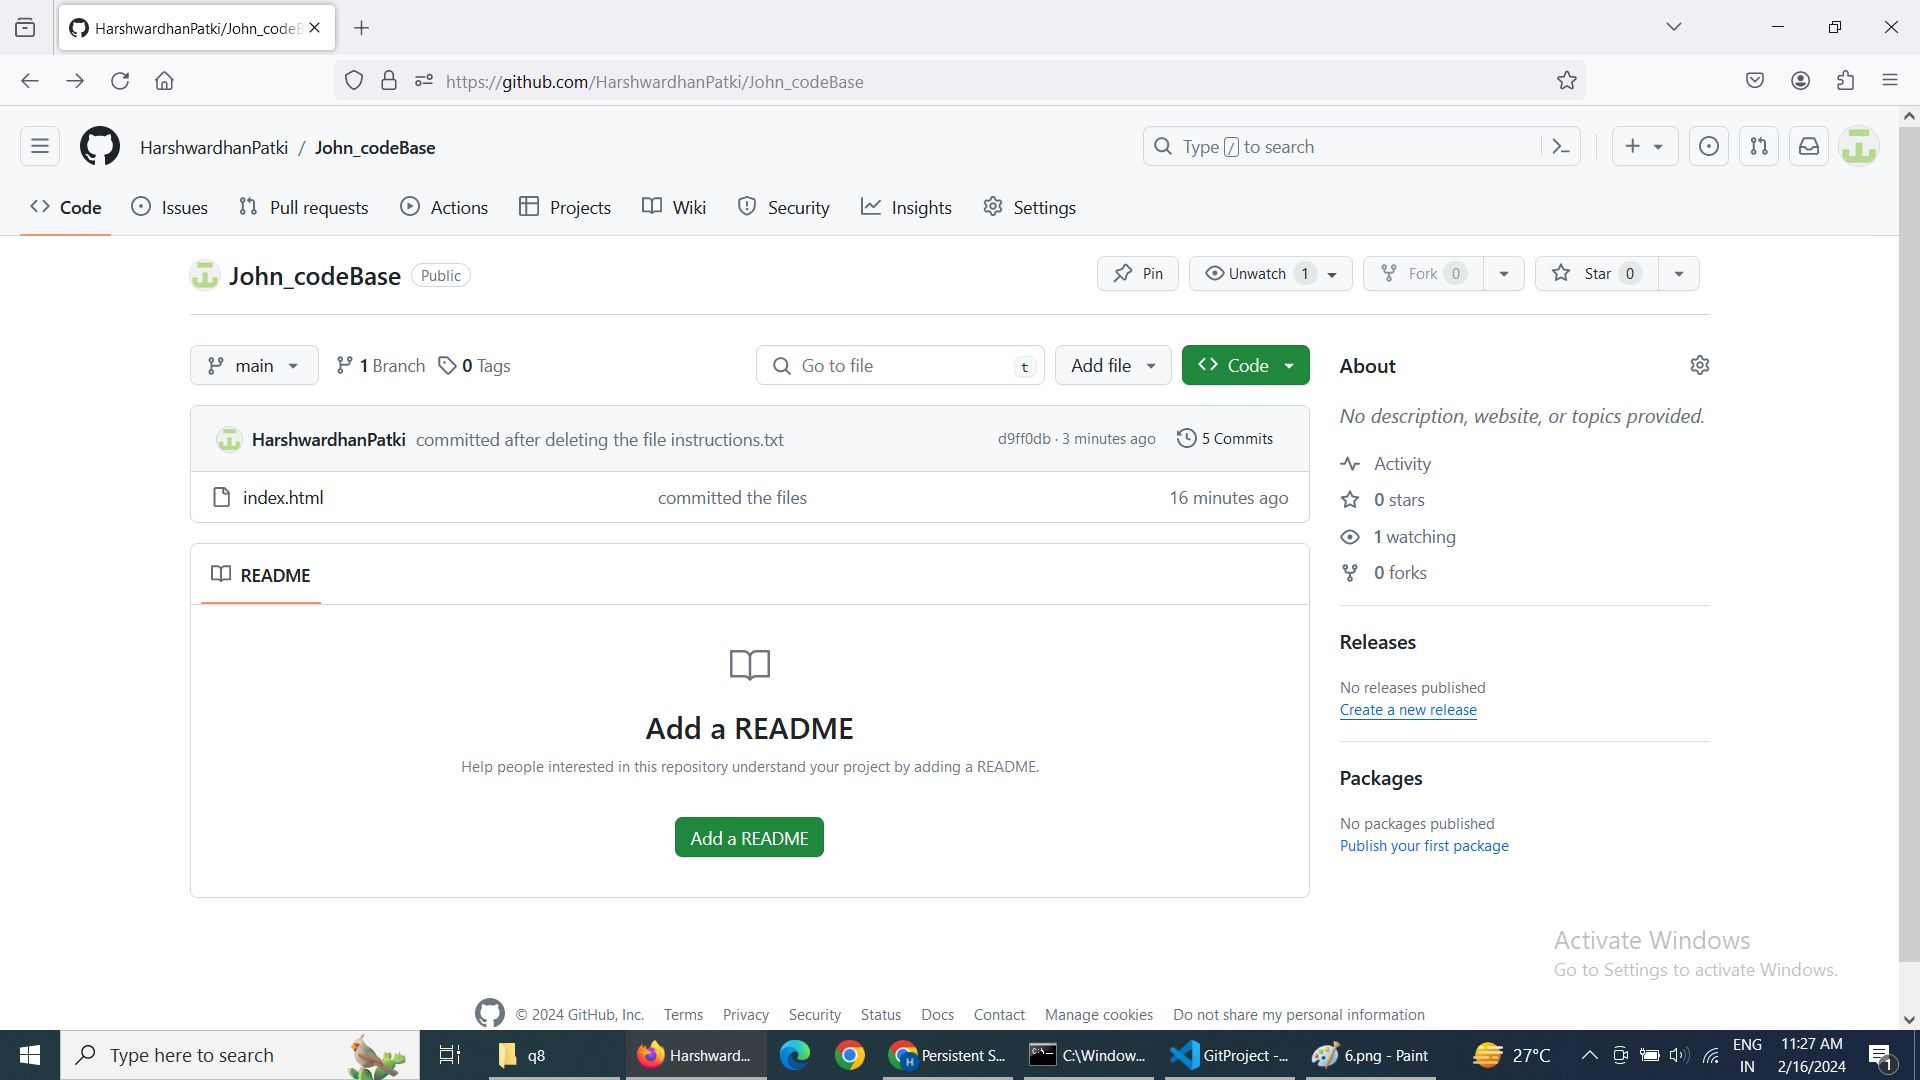 HarshwardhanPatki/John_codeB
https://github.com/HarshwardhanPatki/John_codeBase
HarshwardhanPatki / John_codeBase
Type / to search
Code Issues Pull requests Actions Projects Wiki Security Insights Settings
John_codeBase Public
Pin Unwatch 1 Fork 0 Star 0
main 1 Branch 0 Tags Go to file t Add file Code
HarshwardhanPatki committed after deleting the file instructions.txt d9ff0db · 3 minutes ago 5 Commits
index.html committed the files 16 minutes ago
README
Add a README
Help people interested in this repository understand your project by adding a README.
Add a README
About
No description, website, or topics provided.
Activity
0 stars
1 watching
0 forks
Releases
No releases published
Create a new release
Packages
No packages published
Publish your first package
Activate Windows
Go to Settings to activate Windows.
© 2024 GitHub, Inc. Terms Privacy Security Status Docs Contact Manage cookies Do not share my personal information
Type here to search q8 Harshward... Persistent S... C:\Window... GitProject -... 6.png - Paint 27°C ENG 11:27 AM
IN 2/16/2024 1